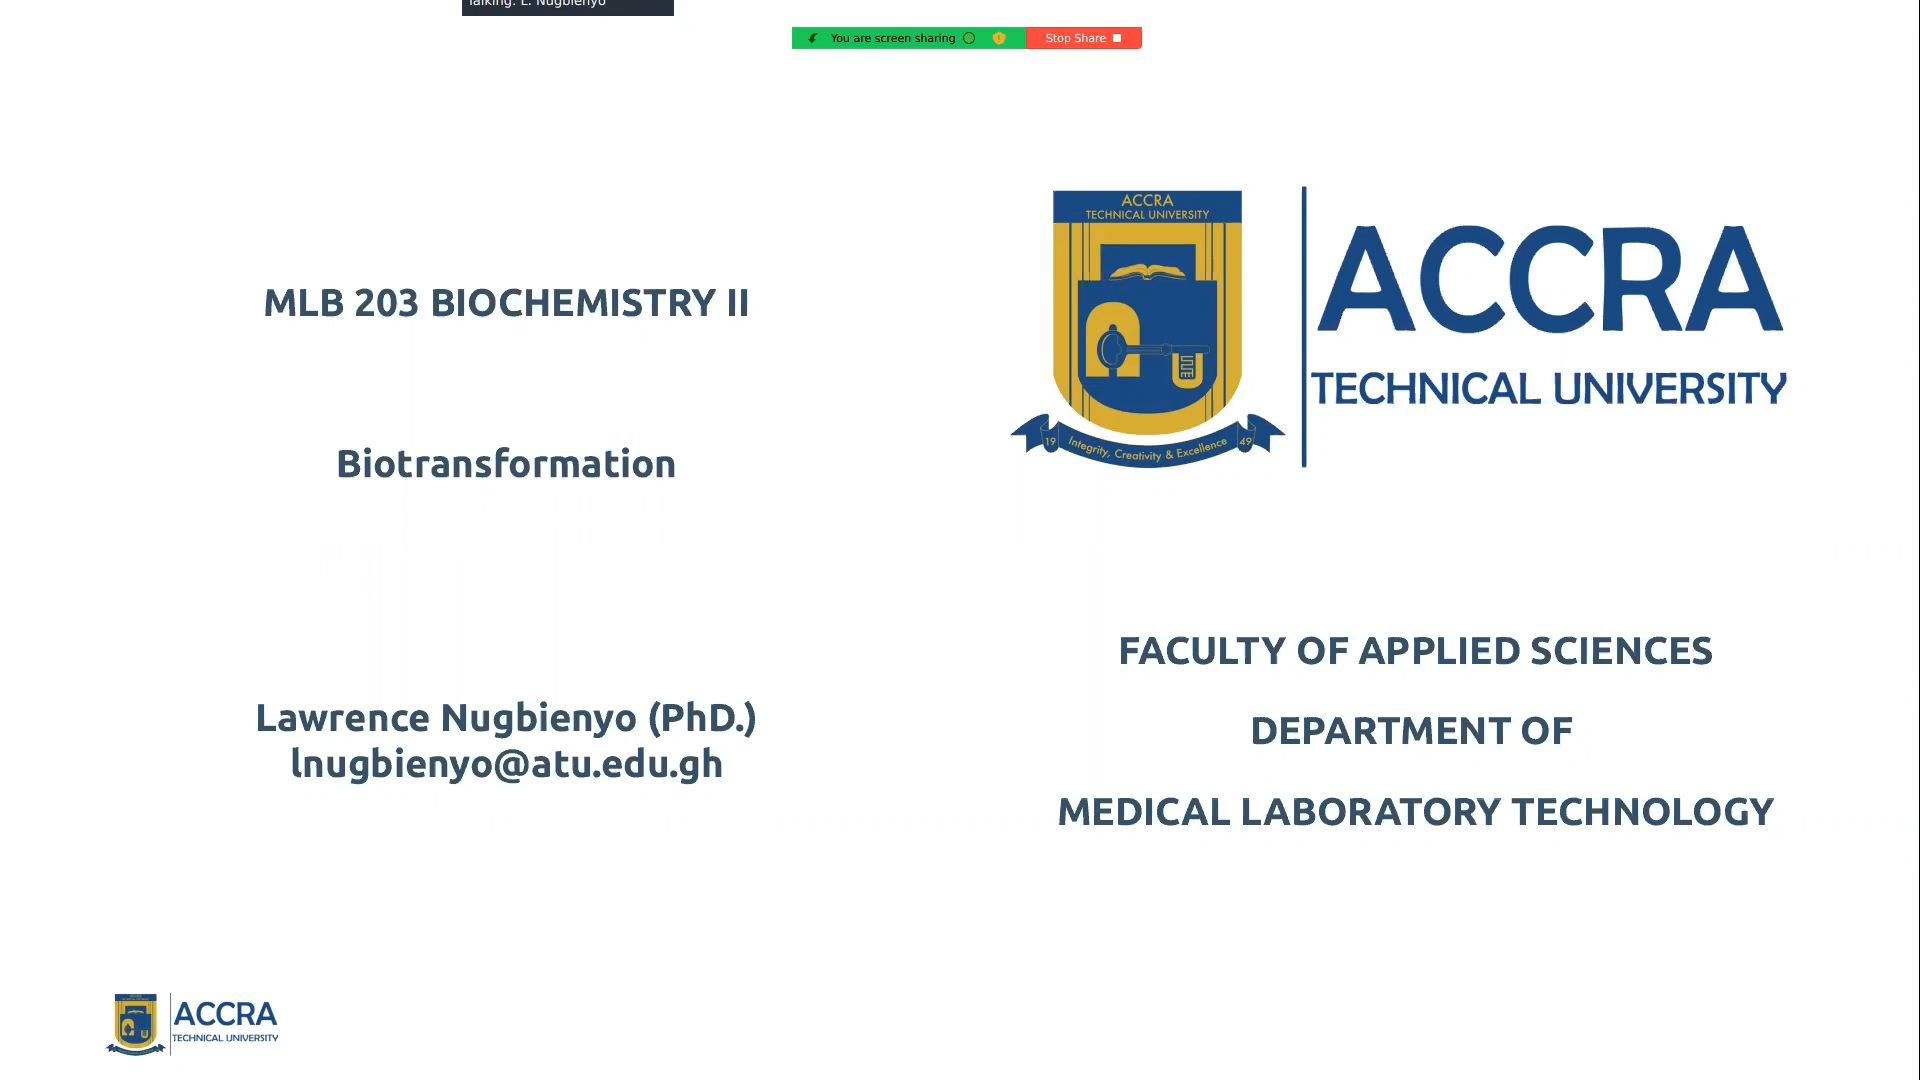 Talking: L. Nugbienyo
You are screen sharing
Stop Share
MLB 203 BIOCHEMISTRY II
Biotransformation
Lawrence Nugbienyo (PhD.)
lnugbienyo@atu.edu.gh
ACCRA
TECHNICAL UNIVERSITY
19 Integrity, Creativity & Excellence 49
ACCRA
TECHNICAL UNIVERSITY
FACULTY OF APPLIED SCIENCES
DEPARTMENT OF
MEDICAL LABORATORY TECHNOLOGY
ACCRA
TECHNICAL UNIVERSITY